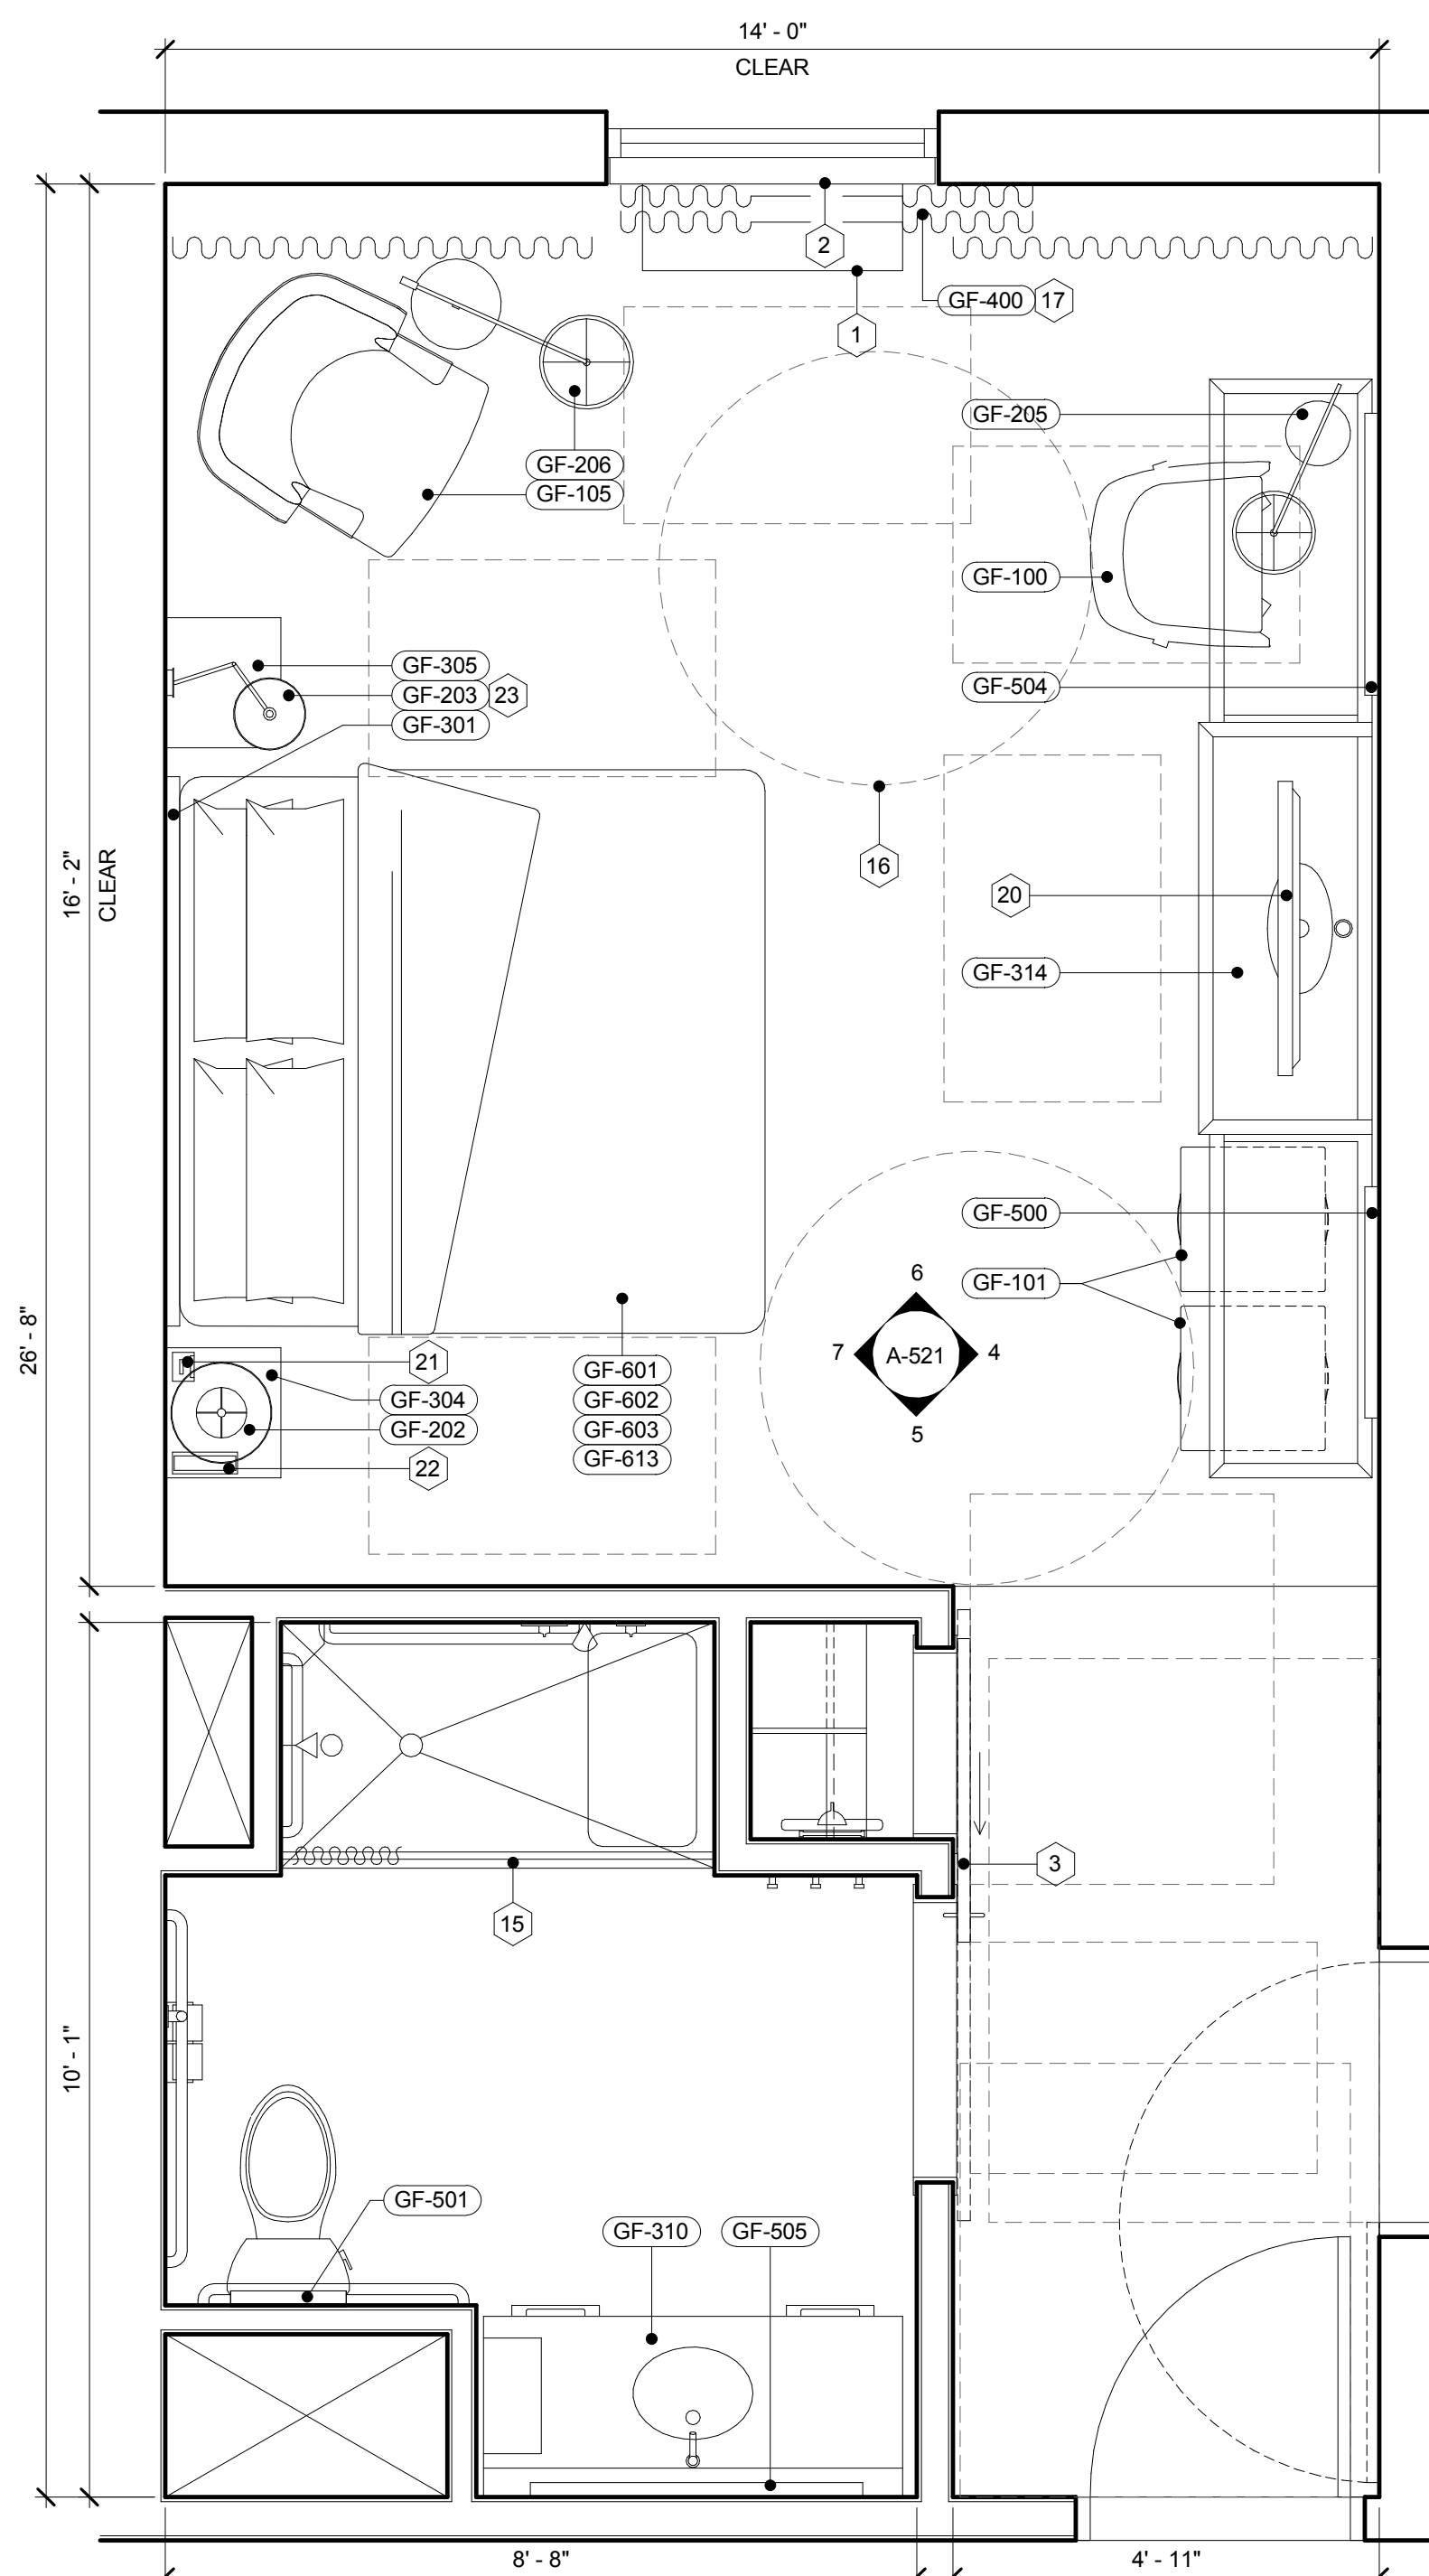 14' - 0"
CLEAR
2
GF-400 17
1
GF-205
GF-206
GF-105
GF-100
GF-305
GF-203 23
GF-301
GF-504
16' - 2"
CLEAR
16
20
GF-314
GF-500
GF-101
6
7 A-521 4
5
26' - 8"
21
GF-304
GF-202
22
GF-601
GF-602
GF-603
GF-613
3
15
10' - 1"
GF-501
GF-310
GF-505
8' - 8"
4' - 11"